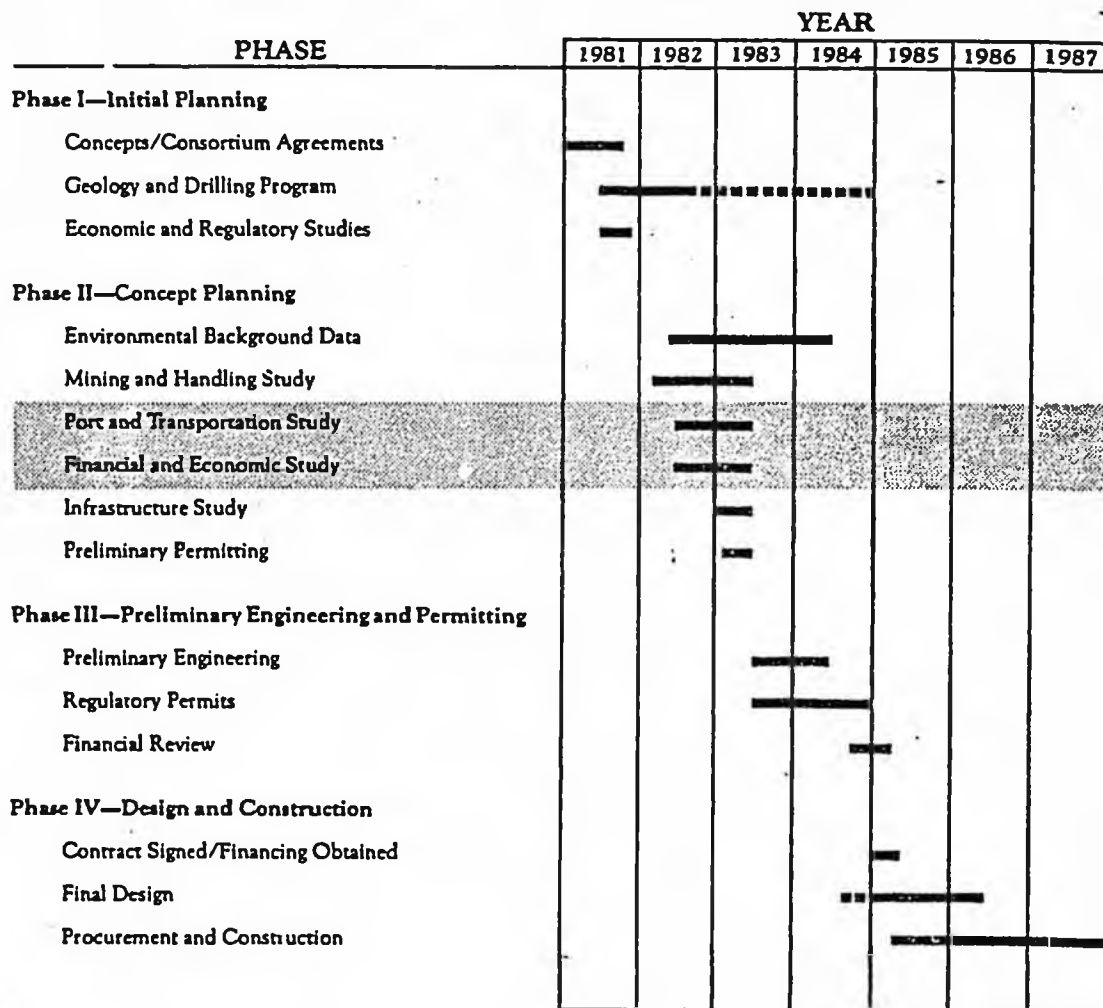 YEAR
PHASE 1981 1982 1983 1984 1985 1986 1987
Phase I—Initial Planning
Concepts/Consortium Agreements
Geology and Drilling Program
Economic and Regulatory Studies
Phase II—Concept Planning
Environmental Background Data
Mining and Handling Study
Port and Transportation Study
Financial and Economic Study
Infrastructure Study
Preliminary Permitting
Phase III—Preliminary Engineering and Permitting
Preliminary Engineering
Regulatory Permits
Financial Review
Phase IV—Design and Construction
Contract Signed/Financing Obtained
Final Design
Procurement and Construction